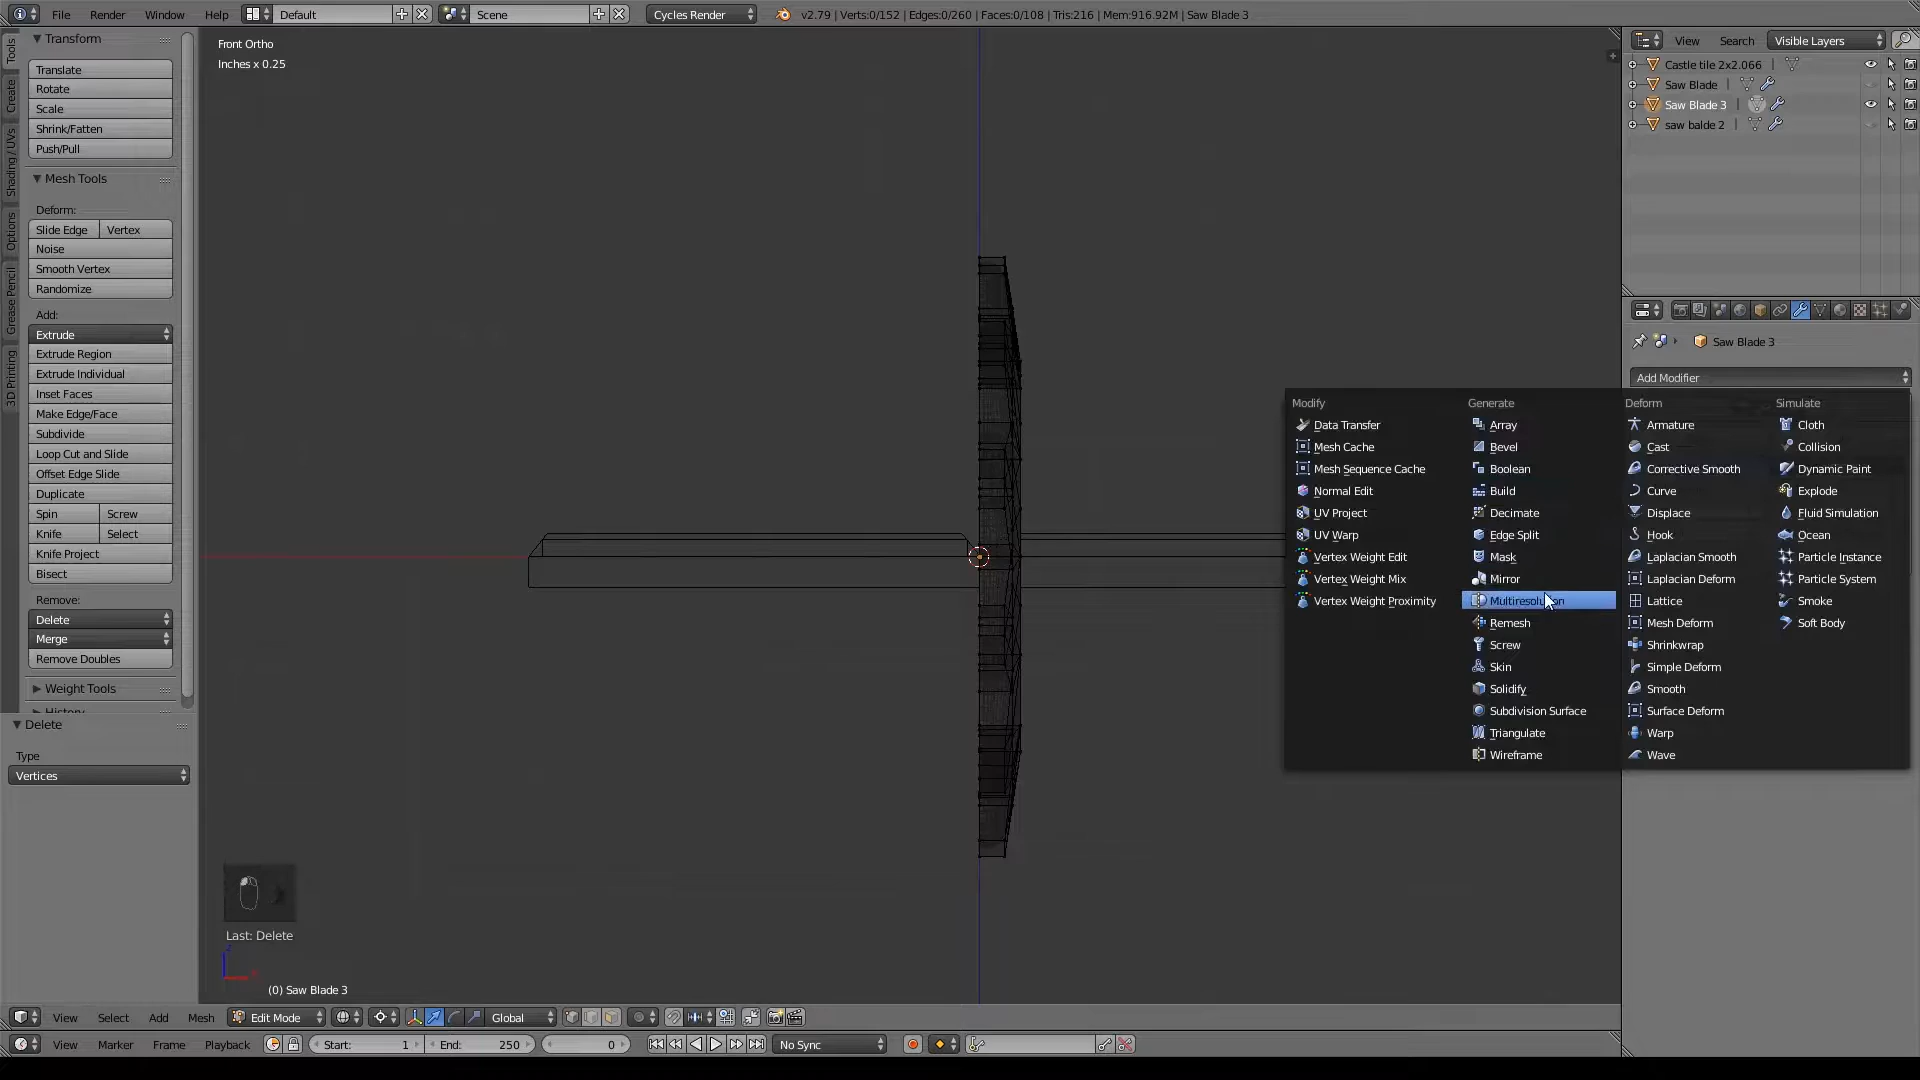 File Render Window Help Default Scene Cycles Render v2.79 | Verts:0/152 | Edges:0/260 | Faces:0/108 | Tris:216 | Mem:916.92M | Saw Blade 3
Tools
Create
Shading / UVs
Options
Grease Pencil
3D Printing
Transform
Translate
Rotate
Scale
Shrink/Fatten
Push/Pull
Mesh Tools
Deform:
Slide Edge Vertex
Noise
Smooth Vertex
Randomize
Add:
Extrude
Extrude Region
Extrude Individual
Inset Faces
Make Edge/Face
Subdivide
Loop Cut and Slide
Offset Edge Slide
Duplicate
Spin Screw
Knife Select
Knife Project
Bisect
Remove:
Delete
Merge
Remove Doubles
Weight Tools
Delete
Type
Vertices
Front Ortho
Inches x 0.25
Last: Delete
(0) Saw Blade 3
View Search Visible Layers
Castle tile 2x2.066
Saw Blade
Saw Blade 3
saw balde 2
Saw Blade 3
Add Modifier
Modify
Data Transfer
Mesh Cache
Mesh Sequence Cache
Normal Edit
UV Project
UV Warp
Vertex Weight Edit
Vertex Weight Mix
Vertex Weight Proximity
Generate
Array
Bevel
Boolean
Build
Decimate
Edge Split
Mask
Mirror
Multiresolution
Remesh
Screw
Skin
Solidify
Subdivision Surface
Triangulate
Wireframe
Deform
Armature
Cast
Corrective Smooth
Curve
Displace
Hook
Laplacian Smooth
Laplacian Deform
Lattice
Mesh Deform
Shrinkwrap
Simple Deform
Smooth
Surface Deform
Warp
Wave
Simulate
Cloth
Collision
Dynamic Paint
Explode
Fluid Simulation
Ocean
Particle Instance
Particle System
Smoke
Soft Body
View Select Add Mesh Edit Mode Global
View Marker Frame Playback Start: 1 End: 250 0 No Sync